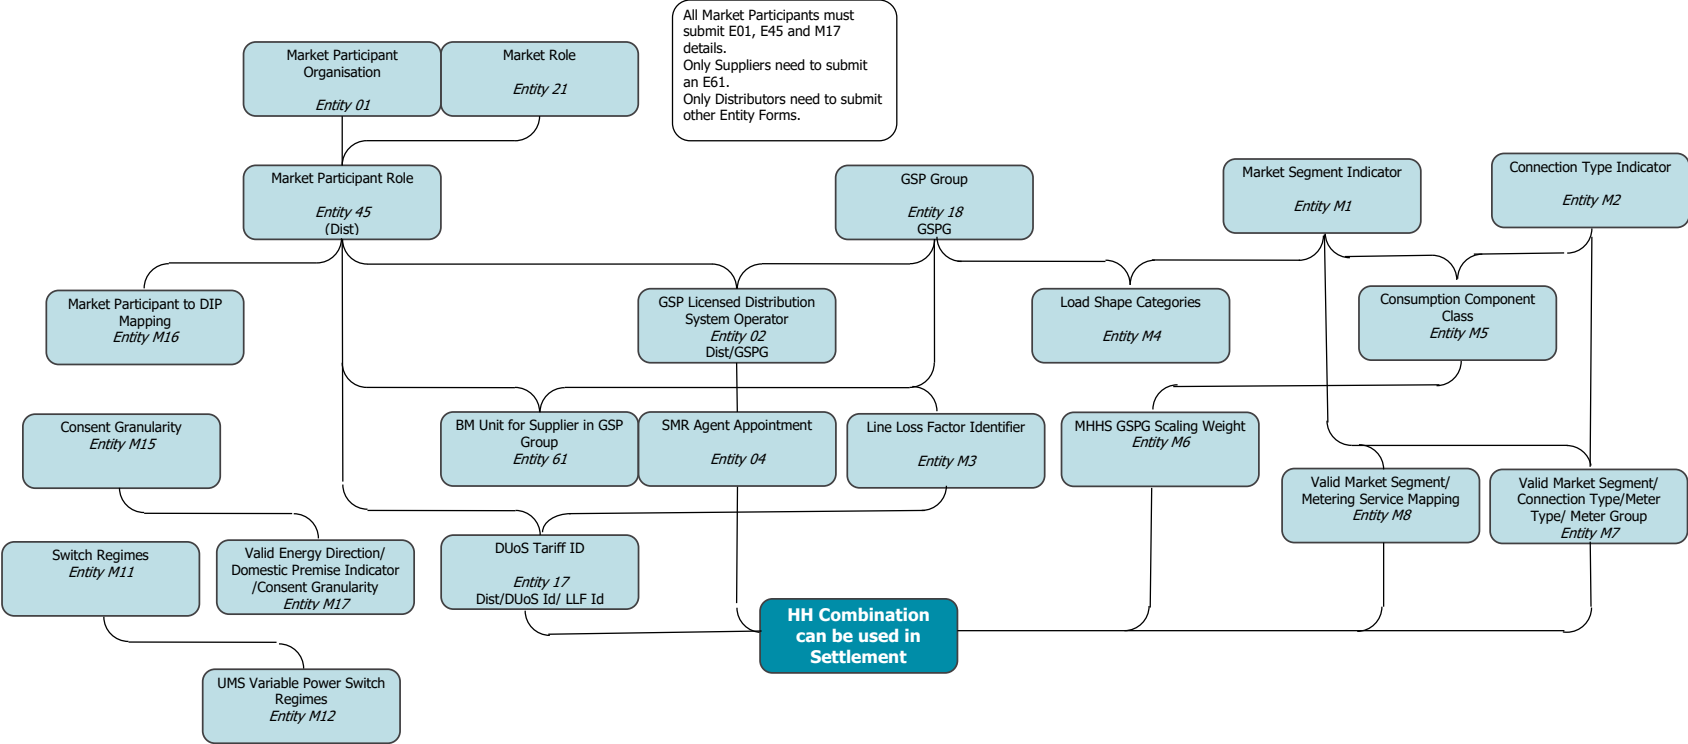 All Market Participants must
submit E01, E45 and M17
details.
Only Suppliers need to submit
an E61.
Only Distributors need to submit
other Entity Forms.
Market Participant
Organisation
Entity 01
Market Role
Entity 21
Market Participant Role
Entity 45
(Dist)
GSP Group
Entity 18
GSPG
Market Segment Indicator
Entity M1
Connection Type Indicator
Entity M2
Market Participant to DIP
Mapping
Entity M16
GSP Licensed Distribution
System Operator
Entity 02
Dist/GSPG
Load Shape Categories
Entity M4
Consumption Component
Class
Entity M5
Consent Granularity
Entity M15
BM Unit for Supplier in GSP
Group
Entity 61
SMR Agent Appointment
Entity 04
Line Loss Factor Identifier
Entity M3
MHHS GSPG Scaling Weight
Entity M6
Valid Market Segment/
Metering Service Mapping
Entity M8
Valid Market Segment/
Connection Type/Meter
Type/ Meter Group
Entity M7
Switch Regimes
Entity M11
Valid Energy Direction/
Domestic Premise Indicator
/Consent Granularity
Entity M17
DUoS Tariff ID
Entity 17
Dist/DUoS Id/ LLF Id
HH Combination
can be used in
Settlement
UMS Variable Power Switch
Regimes
Entity M12